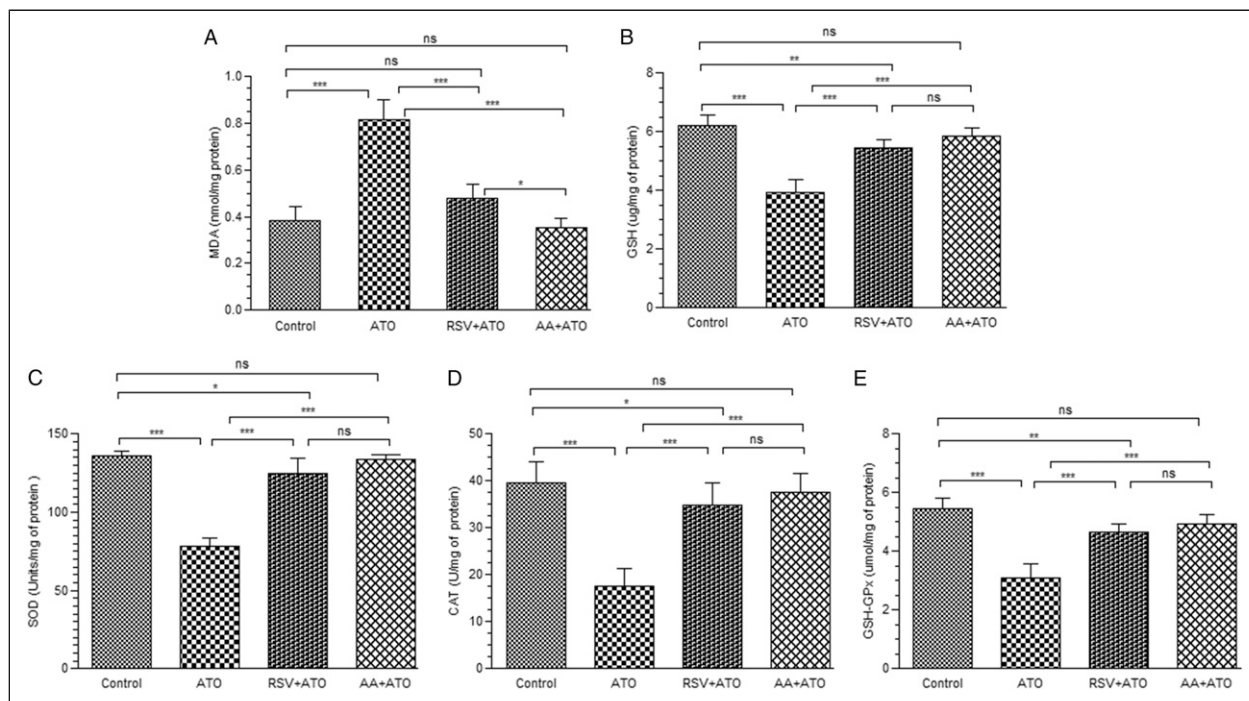 A
ns
ns
*** ***
***
*
MDA (nmol/mg protein)
1.0
0.8
0.6
0.4
0.2
0.0
Control ATO RSV+ATO AA+ATO
B
ns
**
***
*** *** ns
GSH (ug/mg of protein)
8
6
4
2
0
Control ATO RSV+ATO AA+ATO
C
ns
*
***
*** *** ns
SOD (Units/mg of protein )
150
100
50
0
Control ATO RSV+ATO AA+ATO
D
ns
*
***
*** *** ns
CAT (U/mg of protein)
50
40
30
20
10
0
Control ATO RSV+ATO AA+ATO
E
ns
**
***
*** *** ns
GSH-GPx (umol/mg of protein)
8
6
4
2
0
Control ATO RSV+ATO AA+ATO